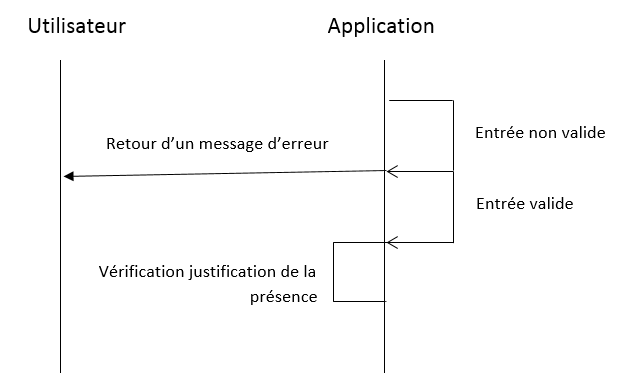 Utilisateur
Application
Entrée non valide
Retour d’un message d’erreur
Entrée valide
Vérification justification de la
présence